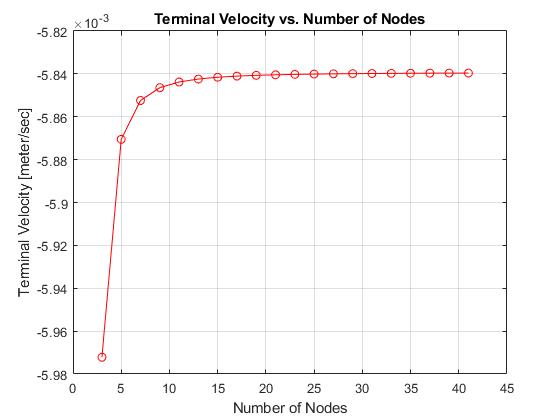 Terminal Velocity vs. Number of Nodes
×10⁻³
-5.82
-5.84
-5.86
-5.88
-5.9
-5.92
-5.94
-5.96
-5.98
Terminal Velocity [meter/sec]
0 5 10 15 20 25 30 35 40 45
Number of Nodes